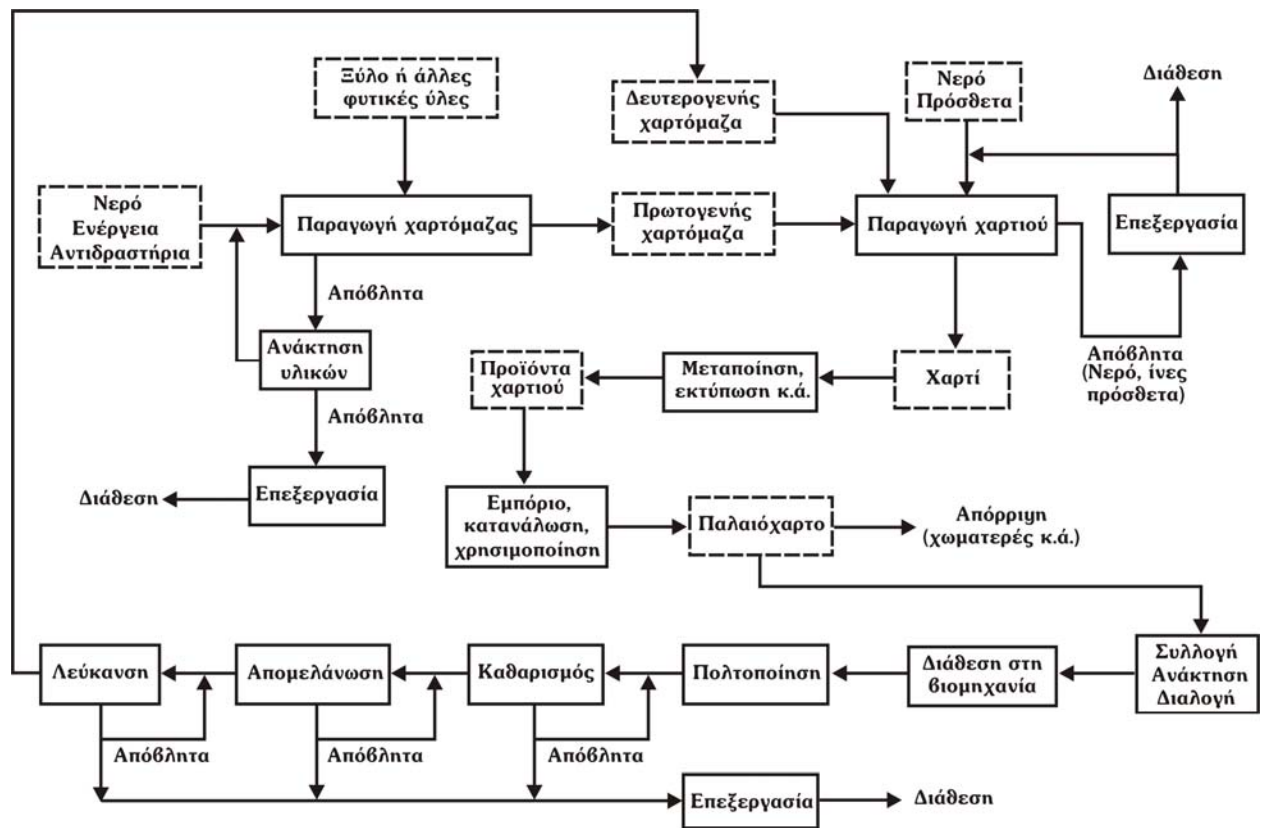 Ξύλο ή άλλες
φυτικές ύλες
Δευτερογενής
χαρτόμαζα
Νερό
Πρόσθετα
Διάθεση
Νερό
Ενέργεια
Αντιδραστήρια
Παραγωγή χαρτόμαζας
Πρωτογενής
χαρτόμαζα
Παραγωγή χαρτιού
Επεξεργασία
Απόβλητα
Ανάκτηση
υλικών
Προϊόντα
χαρτιού
Μεταποίηση,
εκτύπωση κ.ά.
Χαρτί
Απόβλητα
(Νερό, ίνες
πρόσθετα)
Απόβλητα
Διάθεση
Επεξεργασία
Εμπόριο,
κατανάλωση,
χρησιμοποίηση
Παλαιόχαρτο
Απόρριψη
(χωματερές κ.ά.)
Λεύκανση
Απομελάνωση
Καθαρισμός
Πολτοποίηση
Διάθεση στη
βιομηχανία
Συλλογή
Ανάκτηση
Διαλογή
Απόβλητα
Απόβλητα
Απόβλητα
Επεξεργασία
Διάθεση